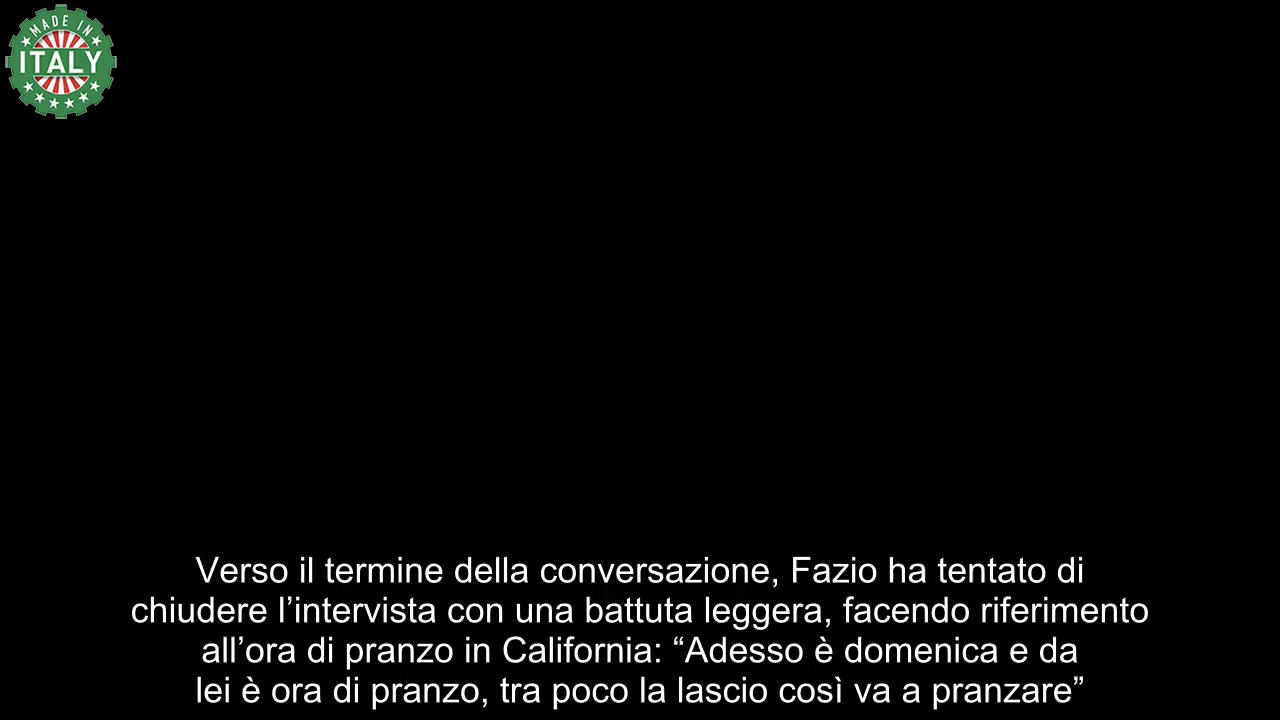 MADE IN
ITALY
Verso il termine della conversazione, Fazio ha tentato di
chiudere l’intervista con una battuta leggera, facendo riferimento
all’ora di pranzo in California: “Adesso è domenica e da
lei è ora di pranzo, tra poco la lascio così va a pranzare”